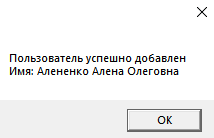 Пользователь успешно добавлен
Имя: Алененко Алена Олеговна
OK